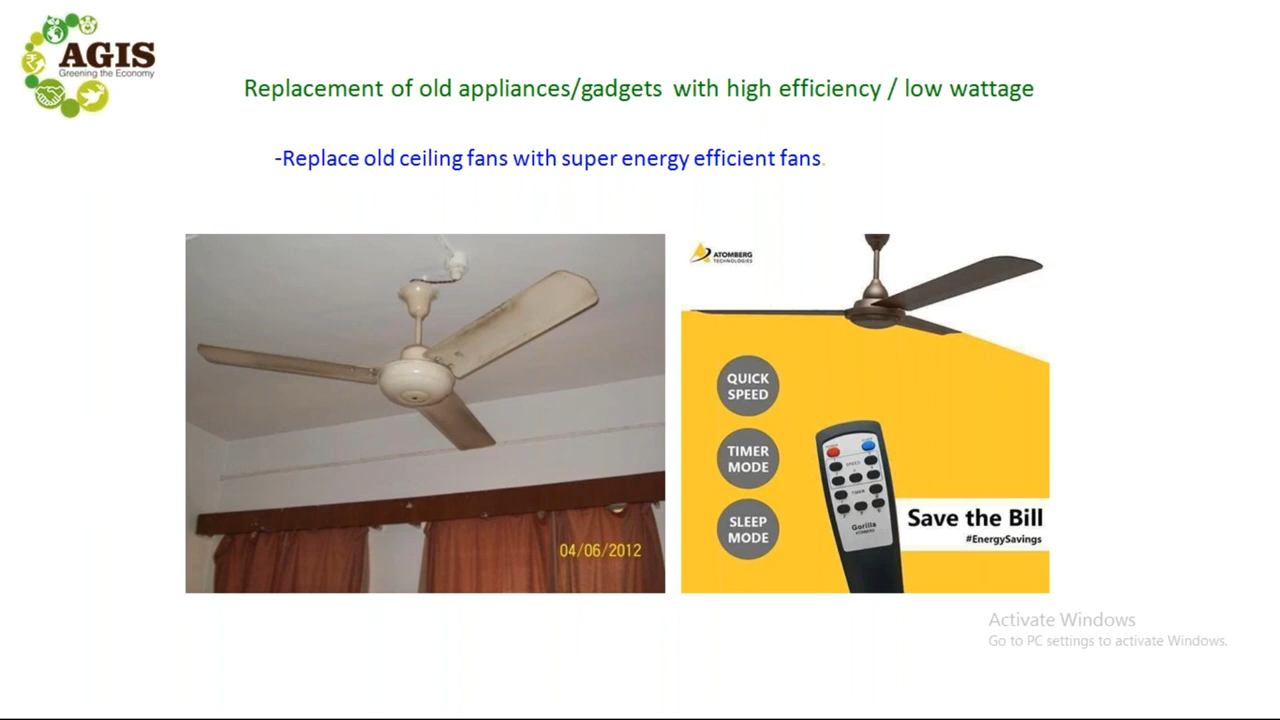 AGIS
Greening the Economy
Replacement of old appliances/gadgets with high efficiency / low wattage
-Replace old ceiling fans with super energy efficient fans.
04/06/2012
ATOMBERG
TECHNOLOGIES
QUICK
SPEED
TIMER
MODE
SLEEP
MODE
SPEED
TIMER
Gorilla
Save the Bill
#EnergySavings
Activate Windows
Go to PC settings to activate Windows.